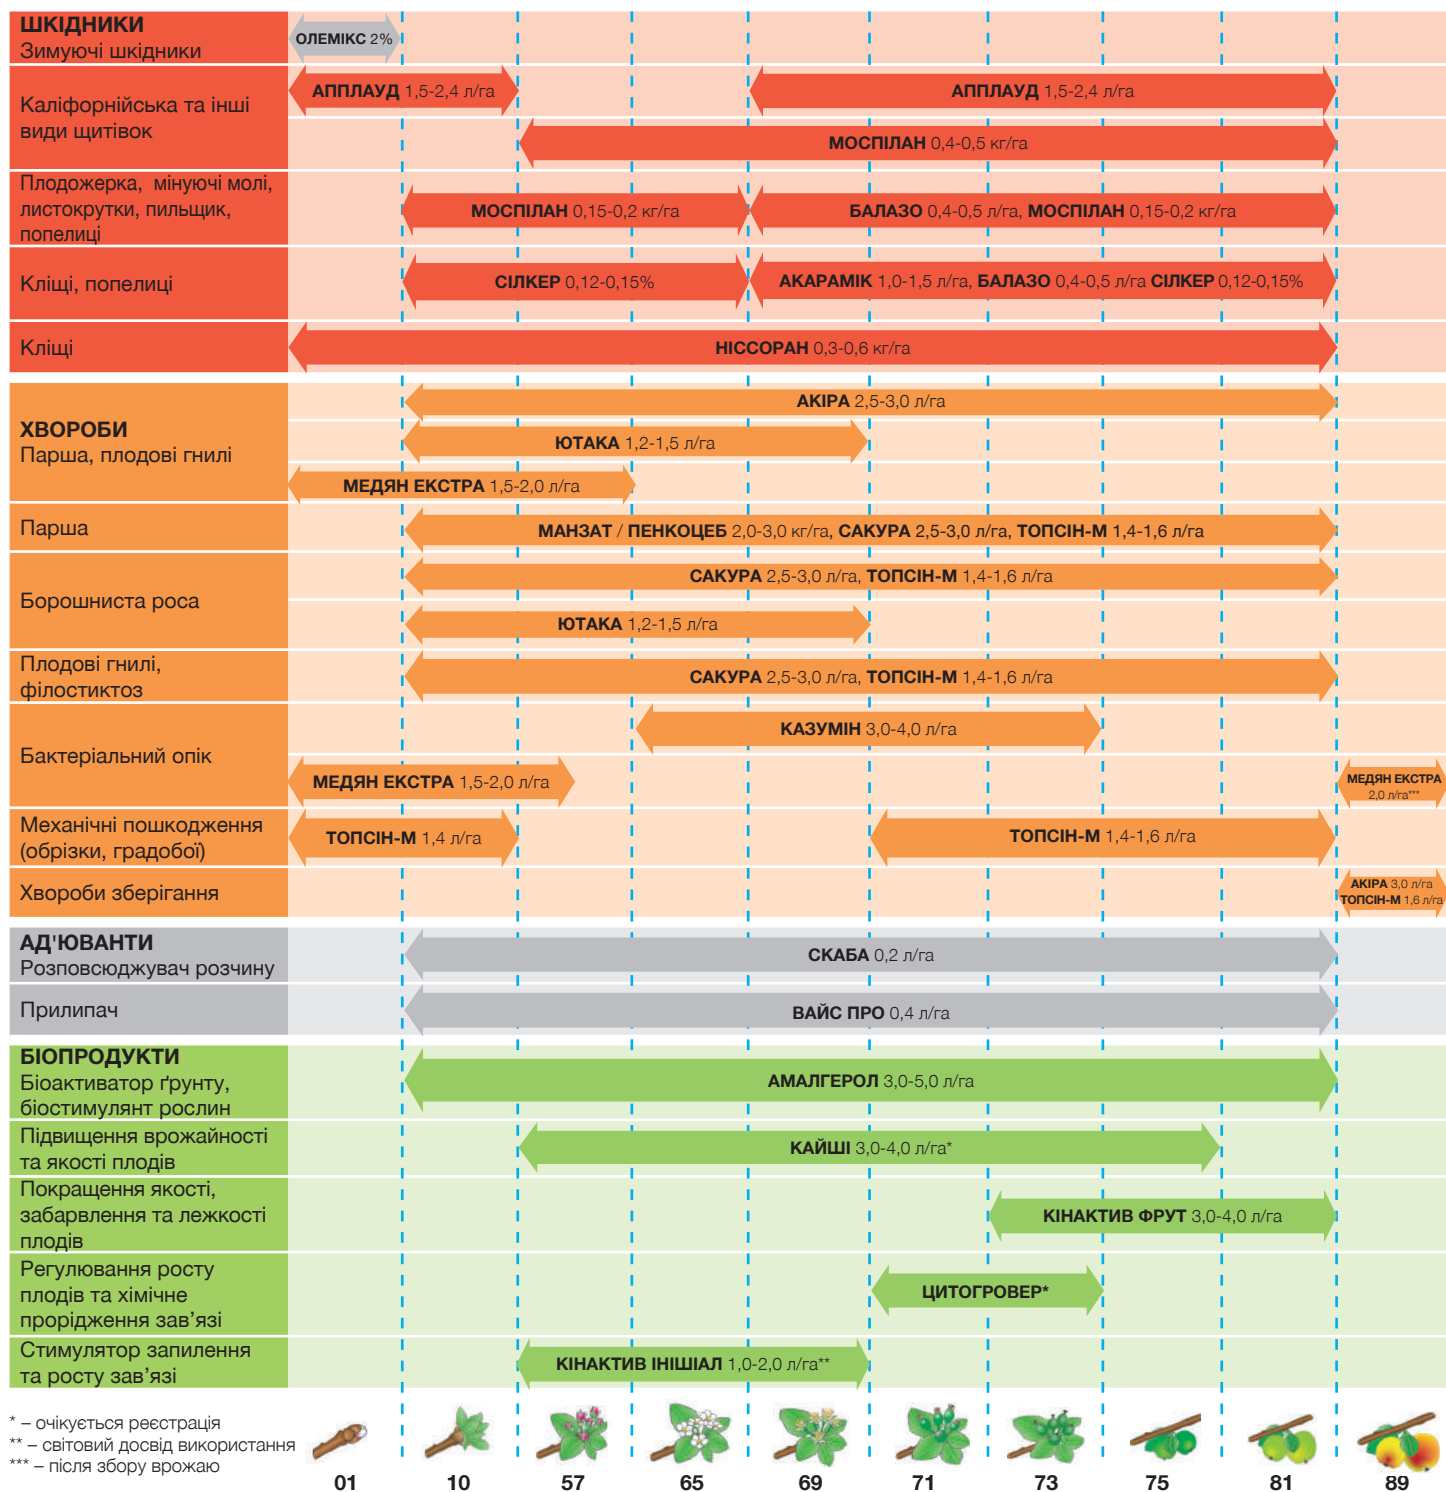 ШКІДНИКИ
Зимуючі шкідники
ОЛЕМІКС 2%
Каліфорнійська та інші
види щитівок
АППЛАУД 1,5-2,4 л/га
АППЛАУД 1,5-2,4 л/га
МОСПІЛАН 0,4-0,5 кг/га
Плодожерка, мінуючі молі,
листокрутки, пильщик,
попелиці
МОСПІЛАН 0,15-0,2 кг/га
БАЛАЗО 0,4-0,5 л/га, МОСПІЛАН 0,15-0,2 кг/га
Кліщі, попелиці
СІЛКЕР 0,12-0,15%
АКАРАМІК 1,0-1,5 л/га, БАЛАЗО 0,4-0,5 л/га СІЛКЕР 0,12-0,15%
Кліщі
НІССОРАН 0,3-0,6 кг/га
ХВОРОБИ
Парша, плодові гнилі
АКІРА 2,5-3,0 л/га
ЮТАКА 1,2-1,5 л/га
МЕДЯН ЕКСТРА 1,5-2,0 л/га
Парша
МАНЗАТ / ПЕНКОЦЕБ 2,0-3,0 кг/га, САКУРА 2,5-3,0 л/га, ТОПСІН-М 1,4-1,6 л/га
Борошниста роса
САКУРА 2,5-3,0 л/га, ТОПСІН-М 1,4-1,6 л/га
ЮТАКА 1,2-1,5 л/га
Плодові гнилі,
філостиктоз
САКУРА 2,5-3,0 л/га, ТОПСІН-М 1,4-1,6 л/га
Бактеріальний опік
КАЗУМІН 3,0-4,0 л/га
МЕДЯН ЕКСТРА 1,5-2,0 л/га
МЕДЯН ЕКСТРА
2,0 л/га***
Механічні пошкодження
(обрізки, градобої)
ТОПСІН-М 1,4 л/га
ТОПСІН-М 1,4-1,6 л/га
Хвороби зберігання
АКІРА 3,0 л/га
ТОПСІН-М 1,6 л/га
АД'ЮВАНТИ
Розповсюджувач розчину
СКАБА 0,2 л/га
Прилипач
ВАЙС ПРО 0,4 л/га
БІОПРОДУКТИ
Біоактиватор ґрунту,
біостимулянт рослин
АМАЛГЕРОЛ 3,0-5,0 л/га
Підвищення врожайності
та якості плодів
КАЙШІ 3,0-4,0 л/га*
Покращення якості,
забарвлення та лежкості
плодів
КІНАКТИВ ФРУТ 3,0-4,0 л/га
Регулювання росту
плодів та хімічне
прорідження зав’язі
ЦИТОГРОВЕР*
Стимулятор запилення
та росту зав’язі
КІНАКТИВ ІНІШІАЛ 1,0-2,0 л/га**
* – очікується реєстрація
** – світовий досвід використання
*** – після збору врожаю
01 10 57 65 69 71 73 75 81 89